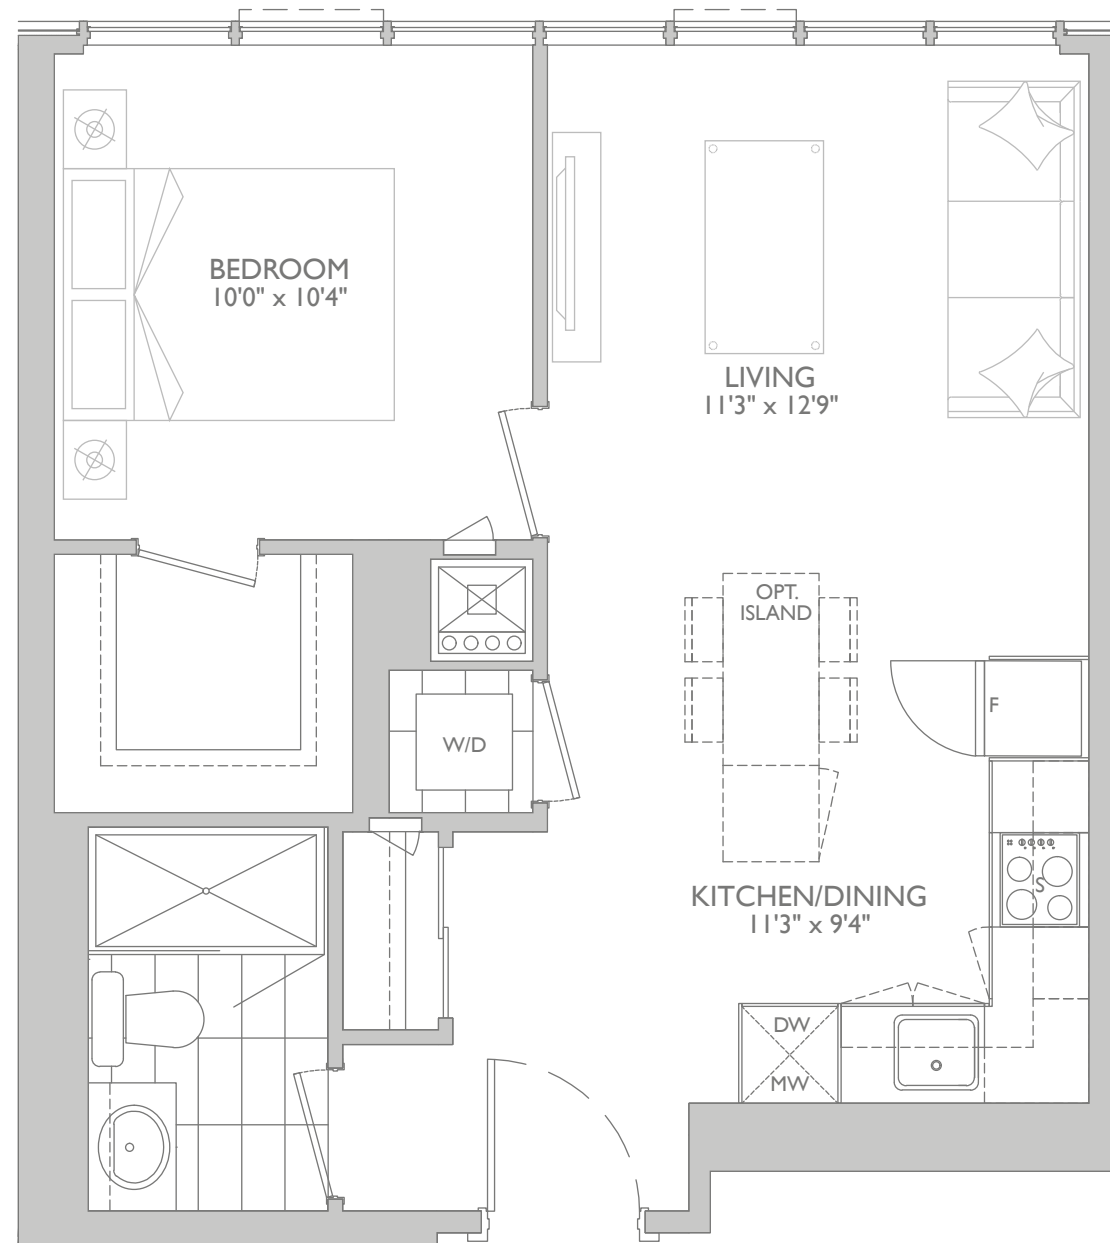 BEDROOM
10'0" x 10'4"
LIVING
11'3" x 12'9"
OPT.
ISLAND
F
W/D
S
KITCHEN/DINING
11'3" x 9'4"
DW
MW